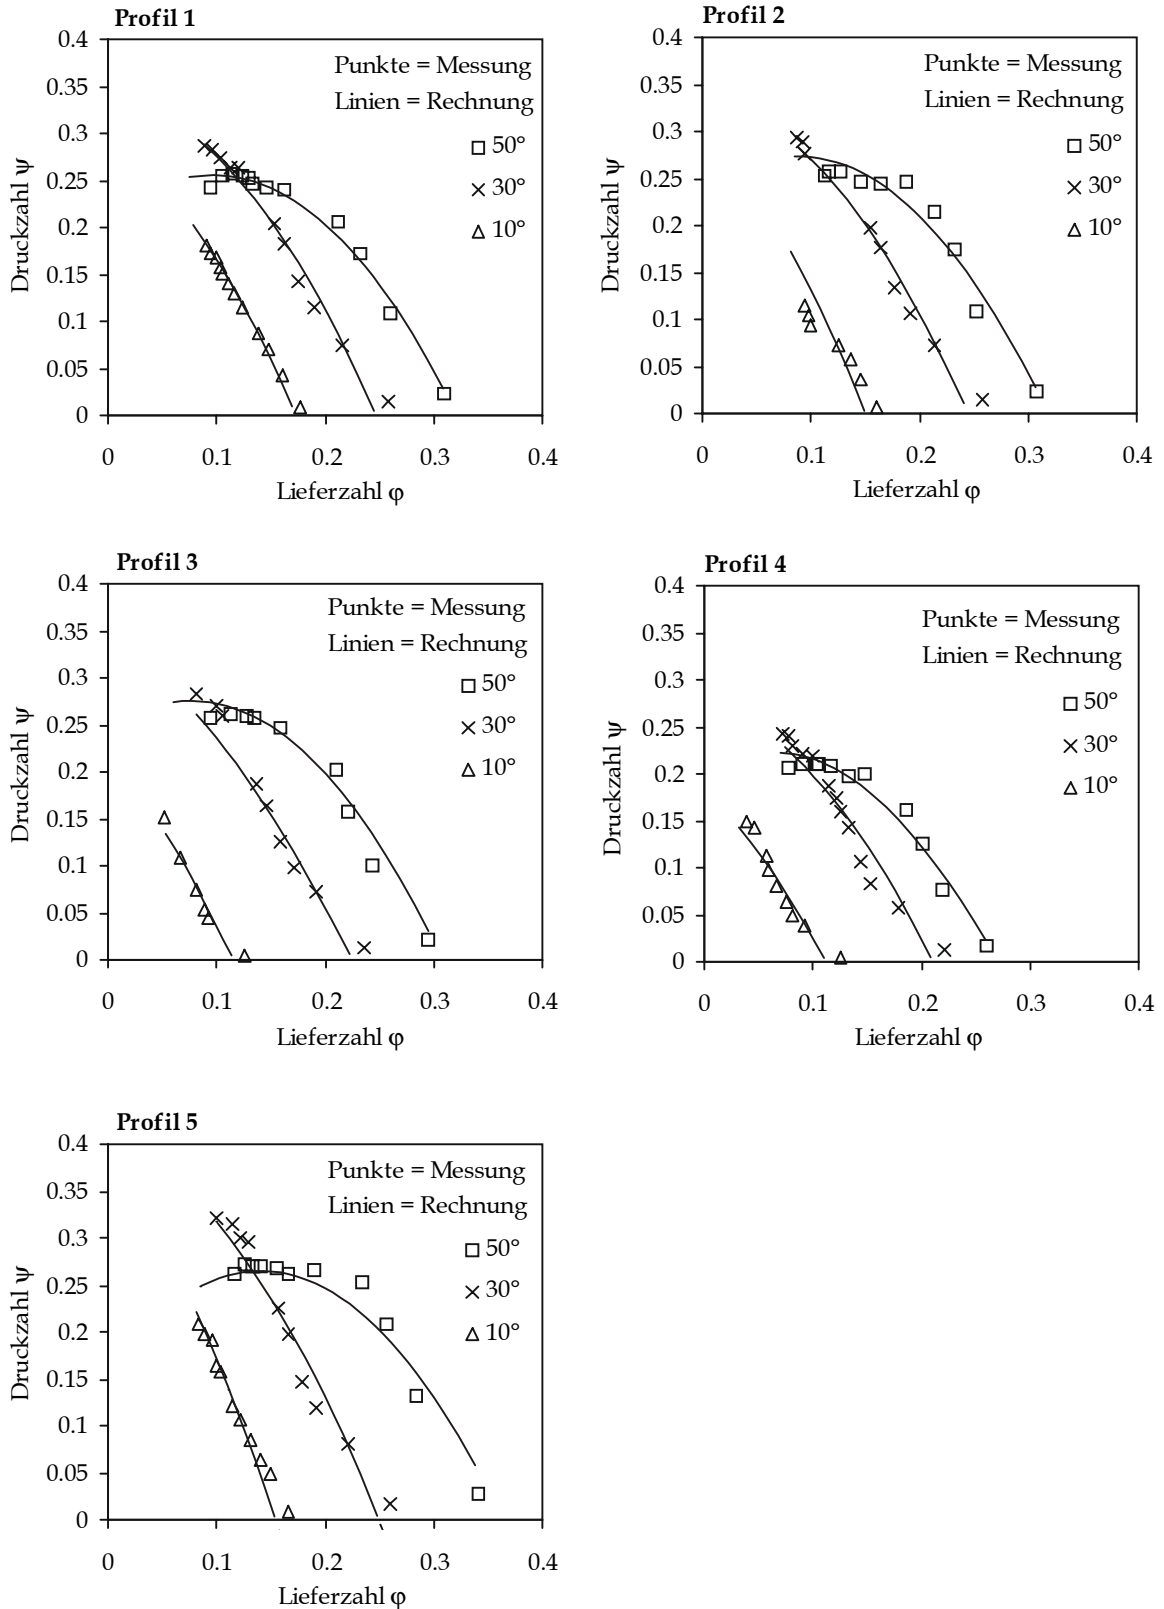 Profil 1
0.4
0.35
0.3
0.25
0.2
0.15
0.1
0.05
0
Druckzahl ψ
Punkte = Messung
Linien = Rechnung
50°
30°
10°
0 0.1 0.2 0.3 0.4
Lieferzahl φ
Profil 2
0.4
0.35
0.3
0.25
0.2
0.15
0.1
0.05
0
Druckzahl ψ
Punkte = Messung
Linien = Rechnung
50°
30°
10°
0 0.1 0.2 0.3 0.4
Lieferzahl φ
Profil 3
0.4
0.35
0.3
0.25
0.2
0.15
0.1
0.05
0
Druckzahl ψ
Punkte = Messung
Linien = Rechnung
50°
30°
10°
0 0.1 0.2 0.3 0.4
Lieferzahl φ
Profil 4
0.4
0.35
0.3
0.25
0.2
0.15
0.1
0.05
0
Druckzahl ψ
Punkte = Messung
Linien = Rechnung
50°
30°
10°
0 0.1 0.2 0.3 0.4
Lieferzahl φ
Profil 5
0.4
0.35
0.3
0.25
0.2
0.15
0.1
0.05
0
Druckzahl ψ
Punkte = Messung
Linien = Rechnung
50°
30°
10°
0 0.1 0.2 0.3 0.4
Lieferzahl φ